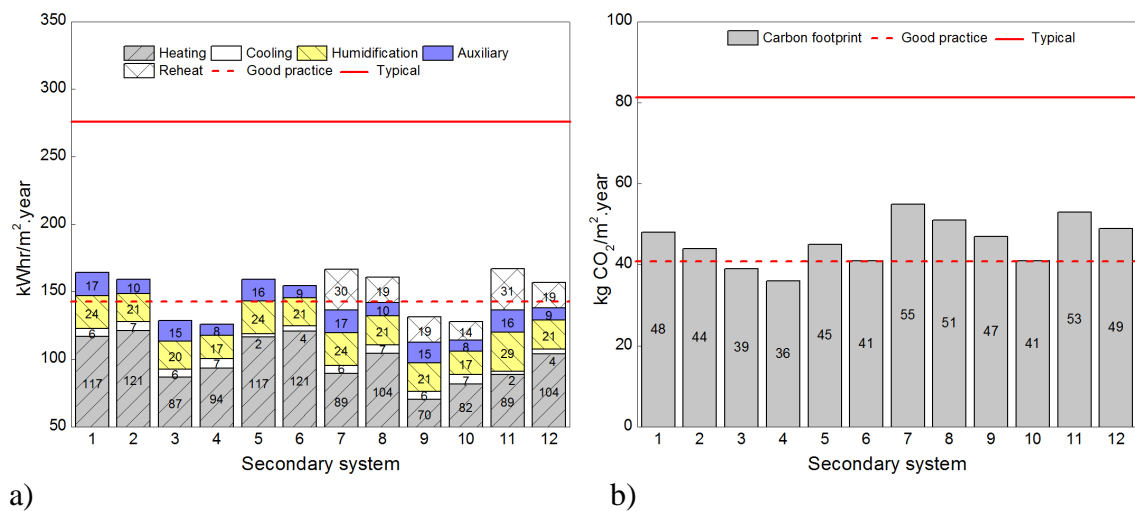 Heating Cooling Humidification Auxiliary
Reheat Good practice Typical
kWhr/m².year
350
300
250
200
150
100
50
17 10 15 8 16 9 30 19 19 14 31 19
24 21 20 17 24 21 17 10 15 8 16 9
6 7 6 7 2 4 24 21 21 17 29 21
117 121 87 94 117 121 6 7 6 7 2 4
89 104 70 82 89 104
1 2 3 4 5 6 7 8 9 10 11 12
Secondary system
a)
Carbon footprint Good practice Typical
kg CO₂/m².year
100
80
60
40
20
0
48 44 39 36 45 41 55 51 47 41 53 49
1 2 3 4 5 6 7 8 9 10 11 12
Secondary system
b)